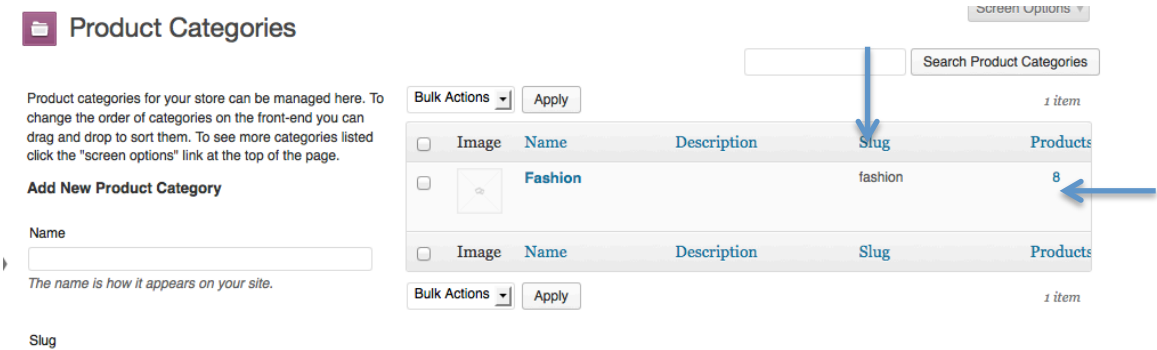 Screen Options
Product Categories
Search Product Categories
Product categories for your store can be managed here. To
change the order of categories on the front-end you can
drag and drop to sort them. To see more categories listed
click the "screen options" link at the top of the page.
Add New Product Category
Name
The name is how it appears on your site.
Slug
Bulk Actions Apply 1 item
Image Name Description Slug Products
Fashion fashion 8
Image Name Description Slug Products
Bulk Actions Apply 1 item